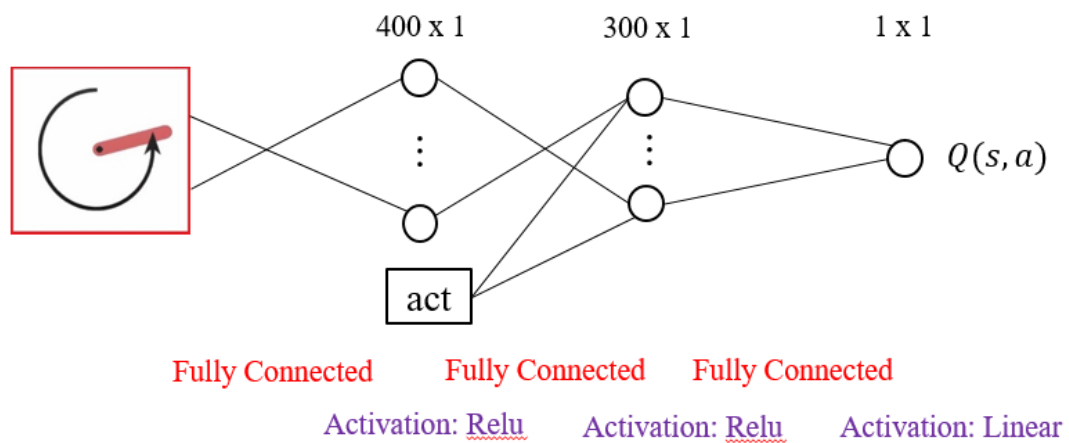 400 x 1 300 x 1 1 x 1
Q(s, a)
act
Fully Connected Fully Connected Fully Connected
Activation: Relu Activation: Relu Activation: Linear